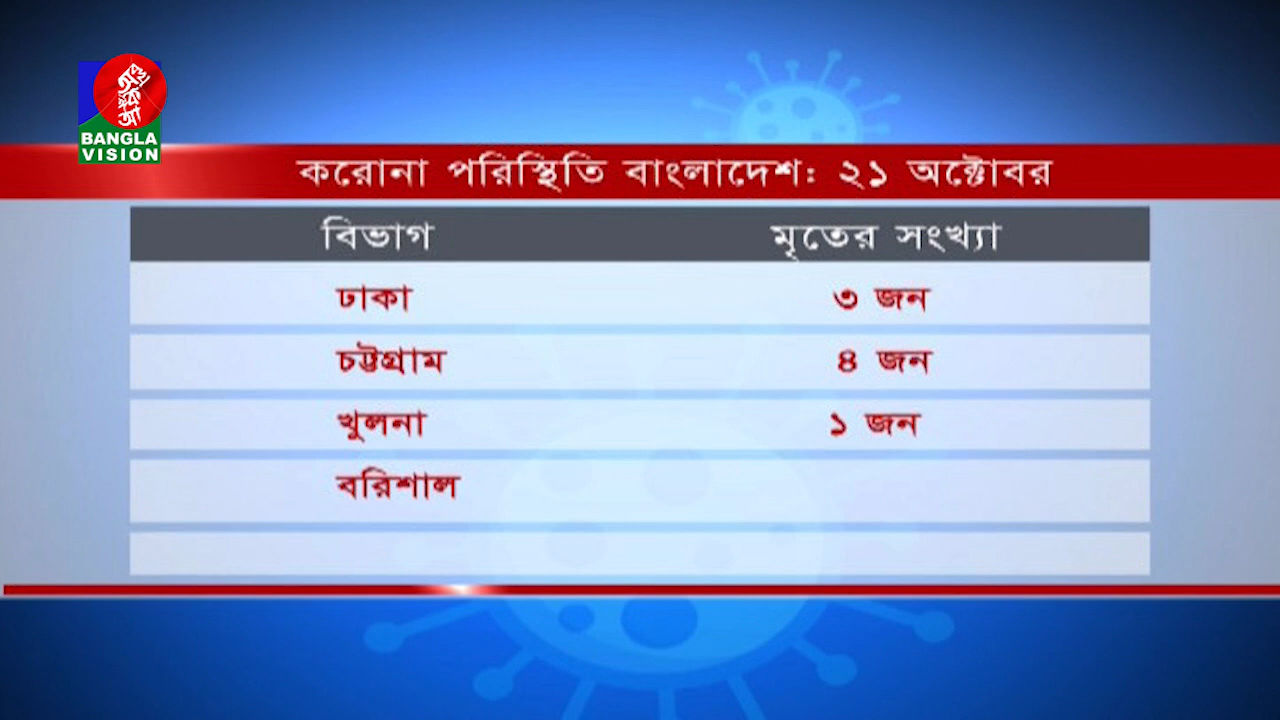 BANGLA
VISION
করোনা পরিস্থিতি বাংলাদেশ: ২১ অক্টোবর
বিভাগ মৃতের সংখ্যা
ঢাকা ৩ জন
চট্টগ্রাম ৪ জন
খুলনা ১ জন
বরিশাল